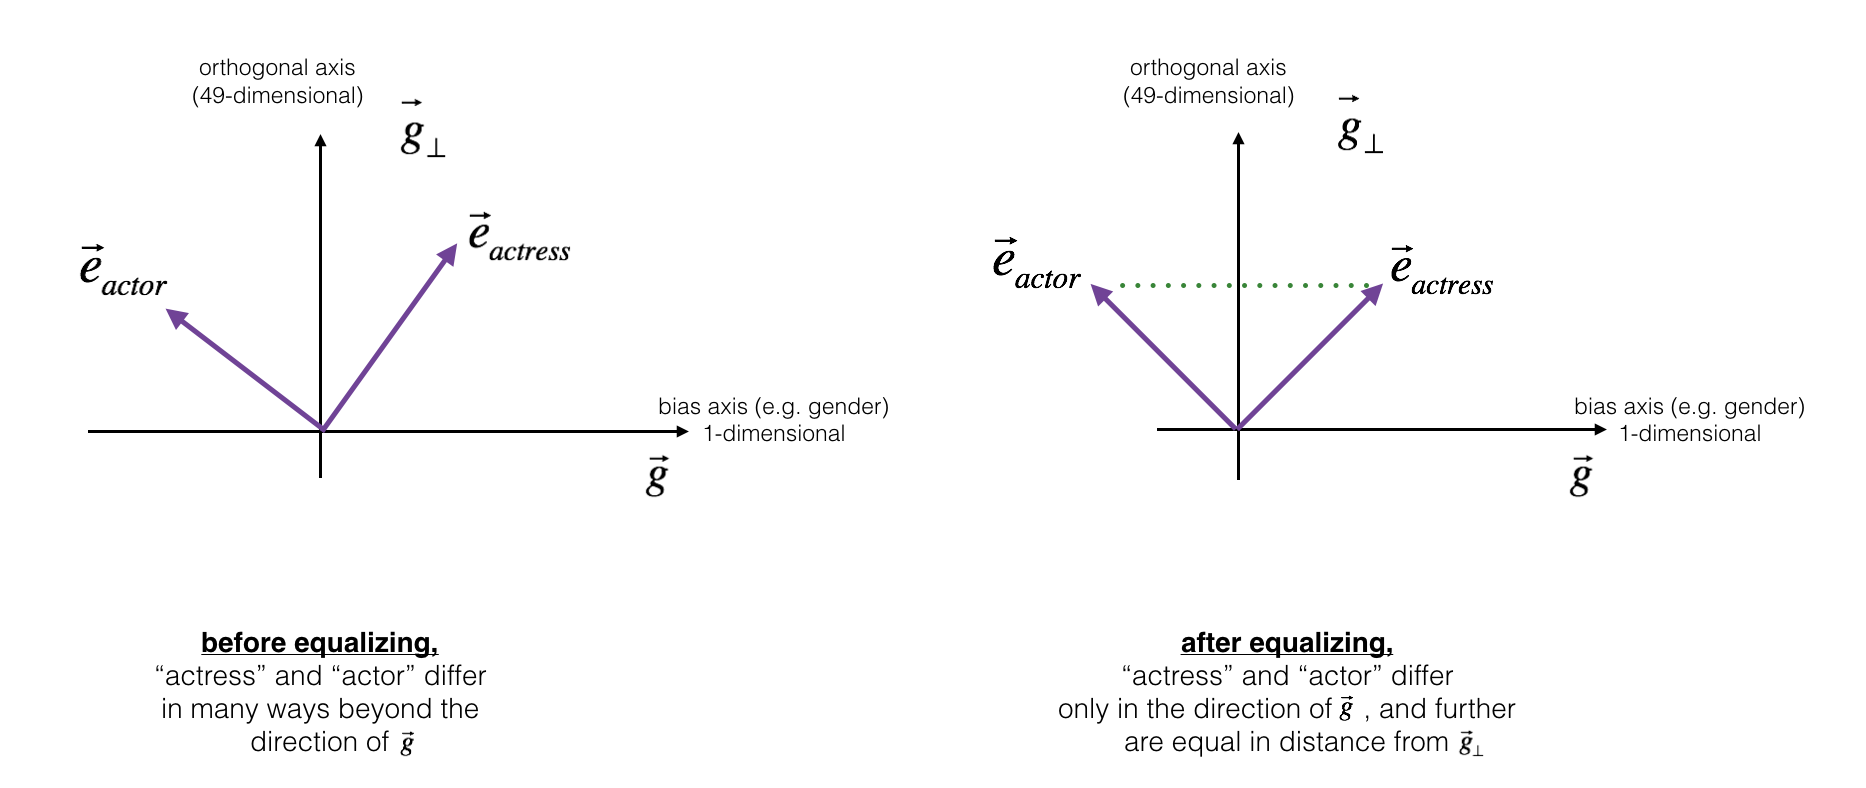 orthogonal axis
(49-dimensional)
g⃗⊥
e⃗actress
e⃗actor
bias axis (e.g. gender)
1-dimensional
g⃗
before equalizing,
“actress” and “actor” differ
in many ways beyond the
direction of g⃗
orthogonal axis
(49-dimensional)
g⃗⊥
e⃗actor
e⃗actress
bias axis (e.g. gender)
1-dimensional
g⃗
after equalizing,
“actress” and “actor” differ
only in the direction of g⃗ , and further
are equal in distance from g⃗⊥